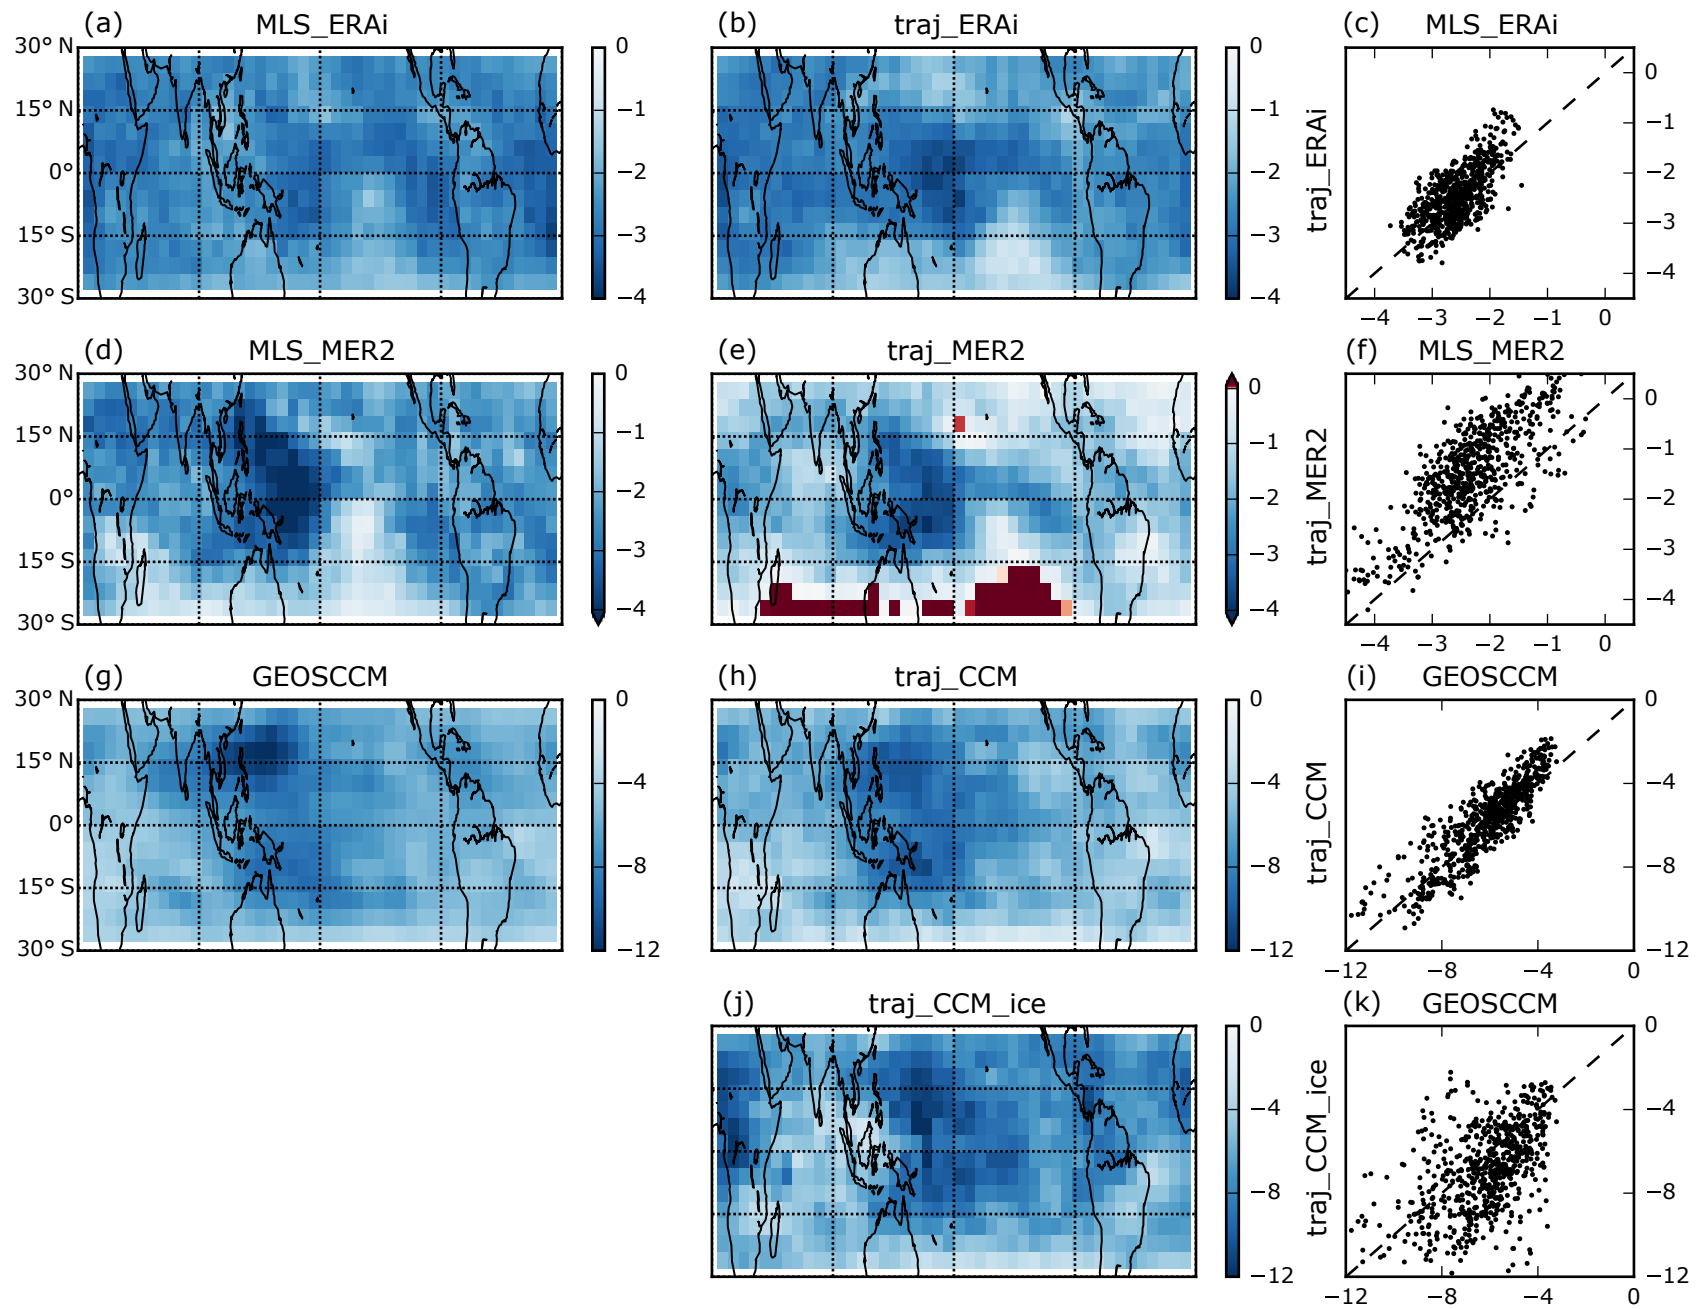 (a) MLS_ERAi
30° N
15° N
0°
15° S
30° S
0
−1
−2
−3
−4
(b) traj_ERAi
0
−1
−2
−3
−4
(c) MLS_ERAi
traj_ERAi
0
−1
−2
−3
−4
−4 −3 −2 −1 0
(d) MLS_MER2
30° N
15° N
0°
15° S
30° S
0
−1
−2
−3
−4
(e) traj_MER2
0
−1
−2
−3
−4
(f) MLS_MER2
traj_MER2
0
−1
−2
−3
−4
−4 −3 −2 −1 0
(g) GEOSCCM
30° N
15° N
0°
15° S
30° S
0
−4
−8
−12
(h) traj_CCM
0
−4
−8
−12
(i) GEOSCCM
traj_CCM
0
−4
−8
−12
−12 −8 −4 0
(j) traj_CCM_ice
0
−4
−8
−12
(k) GEOSCCM
traj_CCM_ice
0
−4
−8
−12
−12 −8 −4 0